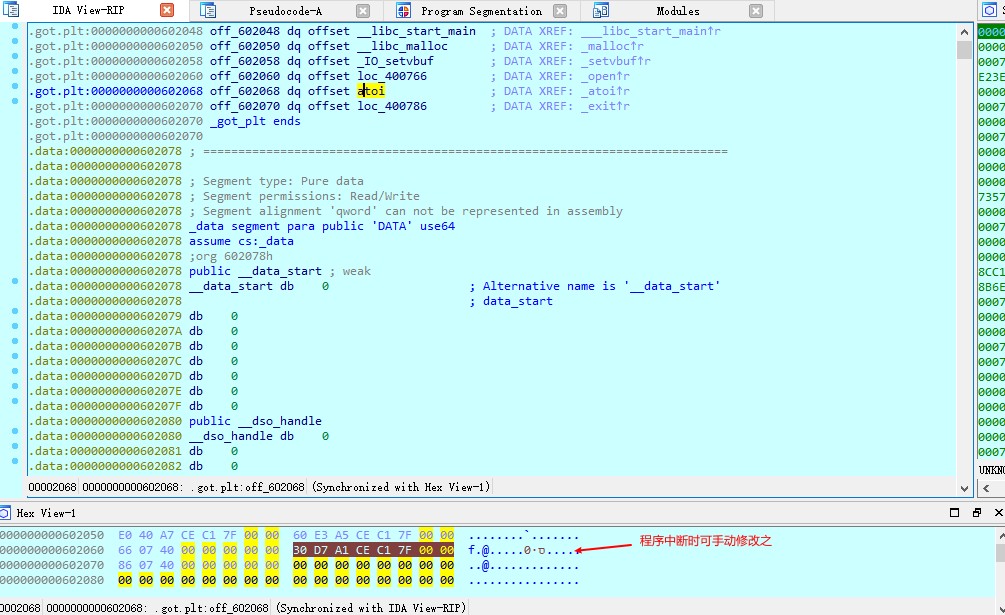 IDA View-RIP Pseudocode-A Program Segmentation Modules
.got.plt:0000000000602048 off_602048 dq offset __libc_start_main ; DATA XREF: ___libc_start_main↑r
.got.plt:0000000000602050 off_602050 dq offset __libc_malloc ; DATA XREF: _malloc↑r
.got.plt:0000000000602058 off_602058 dq offset _IO_setvbuf ; DATA XREF: _setvbuf↑r
.got.plt:0000000000602060 off_602060 dq offset loc_400766 ; DATA XREF: _open↑r
.got.plt:0000000000602068 off_602068 dq offset atoi ; DATA XREF: _atoi↑r
.got.plt:0000000000602070 off_602070 dq offset loc_400786 ; DATA XREF: _exit↑r
.got.plt:0000000000602070 _got_plt ends
.got.plt:0000000000602070
.data:0000000000602078 ; ===========================================================================
.data:0000000000602078
.data:0000000000602078 ; Segment type: Pure data
.data:0000000000602078 ; Segment permissions: Read/Write
.data:0000000000602078 ; Segment alignment 'qword' can not be represented in assembly
.data:0000000000602078 _data segment para public 'DATA' use64
.data:0000000000602078 assume cs:_data
.data:0000000000602078 ;org 602078h
.data:0000000000602078 public __data_start ; weak
.data:0000000000602078 __data_start db 0 ; Alternative name is '__data_start'
.data:0000000000602078 ; data_start
.data:0000000000602079 db 0
.data:000000000060207A db 0
.data:000000000060207B db 0
.data:000000000060207C db 0
.data:000000000060207D db 0
.data:000000000060207E db 0
.data:000000000060207F db 0
.data:0000000000602080 public __dso_handle
.data:0000000000602080 __dso_handle db 0
.data:0000000000602081 db 0
.data:0000000000602082 db 0
00002068 0000000000602068: .got.plt:off_602068 (Synchronized with Hex View-1)
Hex View-1
0000000000602050 E0 40 A7 CE C1 7F 00 00 60 E3 A5 CE C1 7F 00 00 ........`.......
0000000000602060 66 07 40 00 00 00 00 00 30 D7 A1 CE C1 7F 00 00 f.@.....0.....
程序中断时可手动修改之
0000000000602070 86 07 40 00 00 00 00 00 00 00 00 00 00 00 00 00 ..@.............
0000000000602080 00 00 00 00 00 00 00 00 00 00 00 00 00 00 00 00 ................
0002068 0000000000602068: .got.plt:off_602068 (Synchronized with IDA View-RIP)